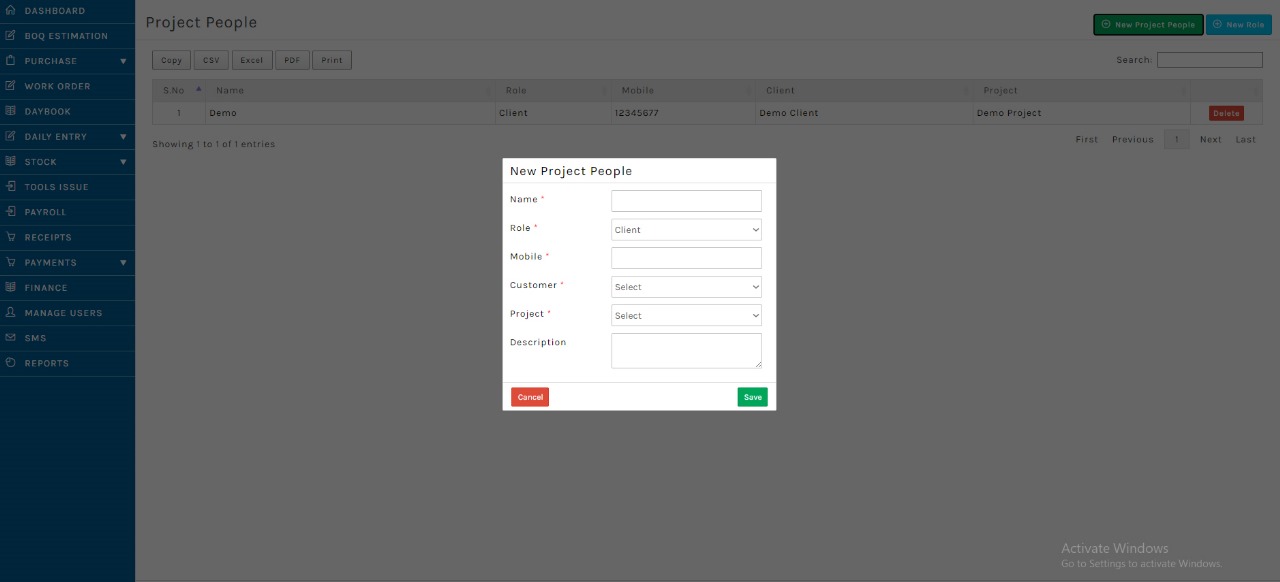 DASHBOARD
BOQ ESTIMATION
PURCHASE
WORK ORDER
DAYBOOK
DAILY ENTRY
STOCK
TOOLS ISSUE
PAYROLL
RECEIPTS
PAYMENTS
FINANCE
MANAGE USERS
SMS
REPORTS
Project People
New Project People New Role
Copy CSV Excel PDF Print Search:
S.No Name Role Mobile Client Project
1 Demo Client 12345677 Demo Client Demo Project Delete
Showing 1 to 1 of 1 entries First Previous 1 Next Last
New Project People
Name *
Role * Client
Mobile *
Customer * Select
Project * Select
Description
Cancel Save
Activate Windows
Go to Settings to activate Windows.